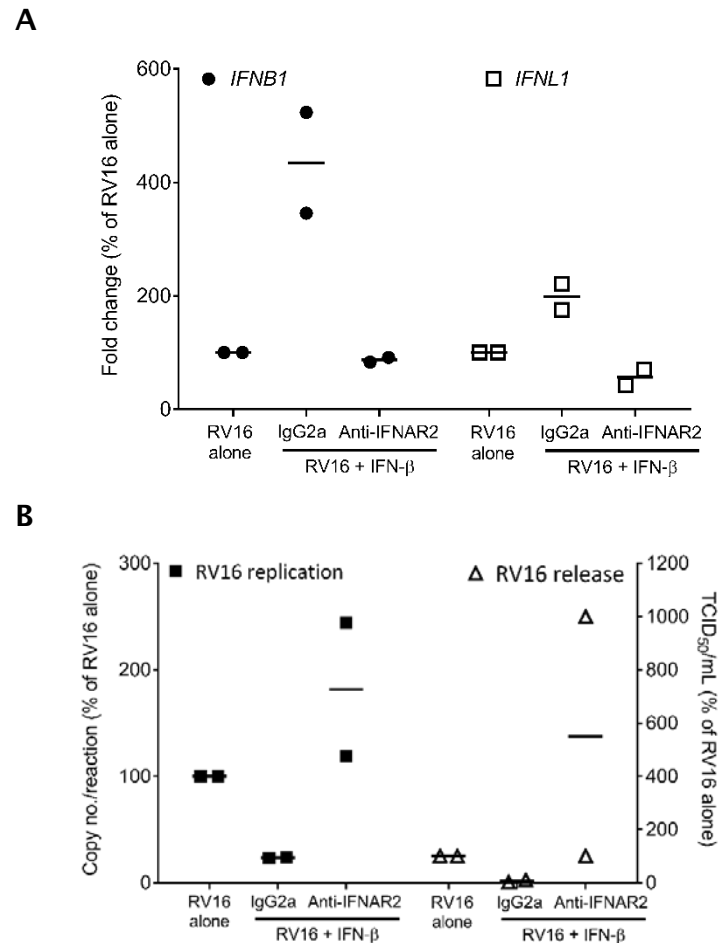 A
600
400
200
0
Fold change (% of RV16 alone)
IFNB1
IFNL1
RV16 alone
IgG2a
Anti-IFNAR2
RV16 + IFN-β
RV16 alone
IgG2a
Anti-IFNAR2
RV16 + IFN-β
B
300
200
100
0
Copy no./reaction (% of RV16 alone)
RV16 replication
RV16 release
1200
1000
800
600
400
200
0
TCID50/mL (% of RV16 alone)
RV16 alone
IgG2a
Anti-IFNAR2
RV16 + IFN-β
RV16 alone
IgG2a
Anti-IFNAR2
RV16 + IFN-β